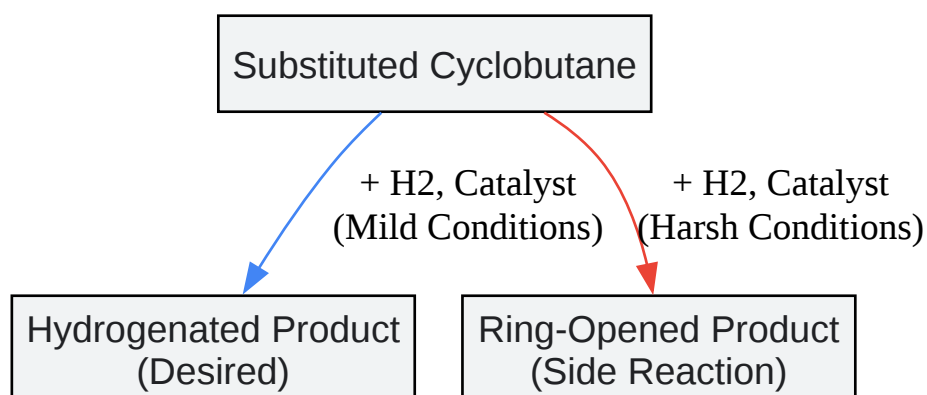 Substituted Cyclobutane
+ H2, Catalyst
(Mild Conditions)
+ H2, Catalyst
(Harsh Conditions)
Hydrogenated Product
(Desired)
Ring-Opened Product
(Side Reaction)